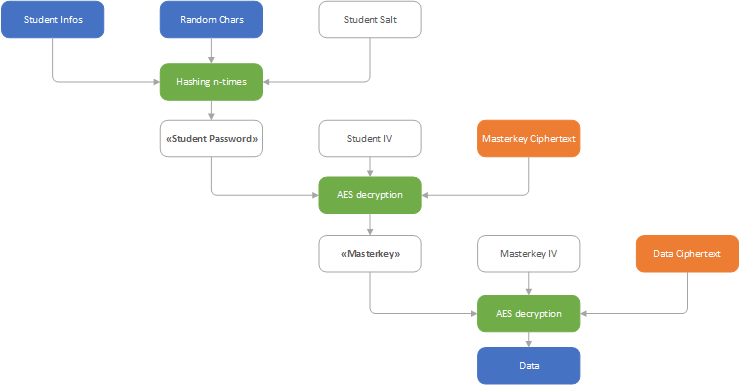 Student Infos
Random Chars
Student Salt
Hashing n-times
«Student Password»
Student IV
Masterkey Ciphertext
AES decryption
«Masterkey»
Masterkey IV
Data Ciphertext
AES decryption
Data